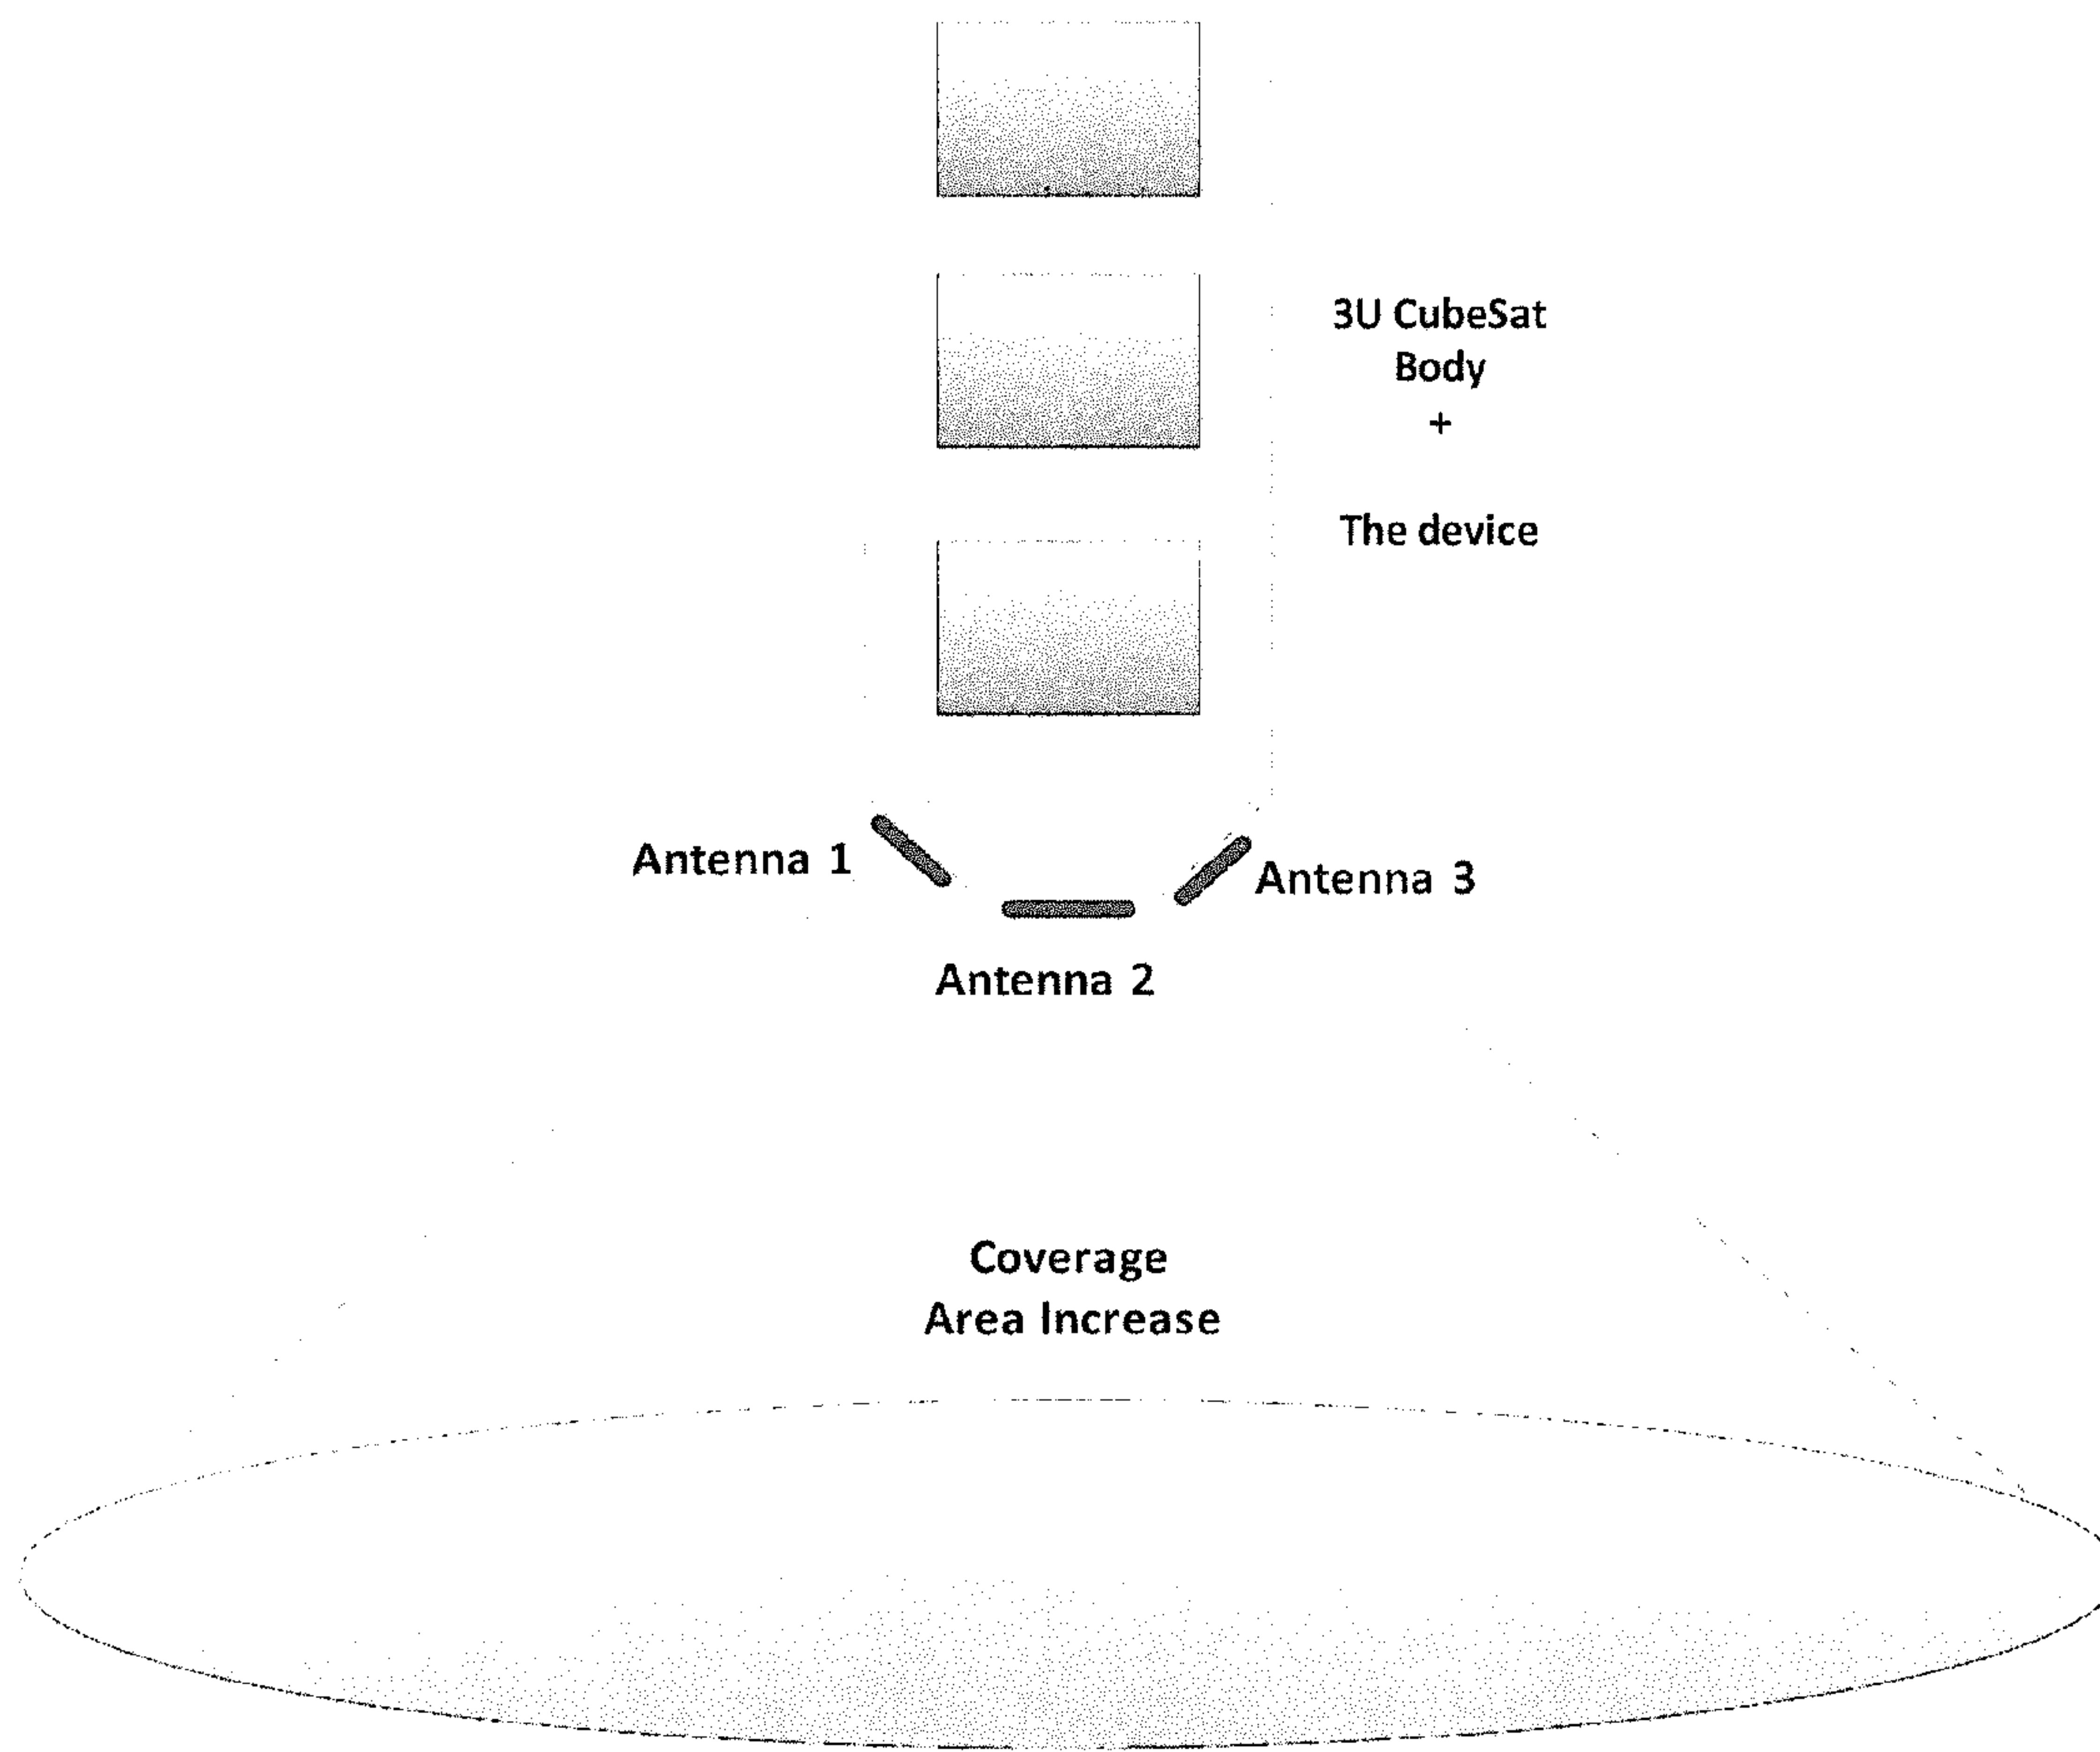 3U CubeSat
Body
+
The device
Antenna 1
Antenna 3
Antenna 2
Coverage
Area Increase